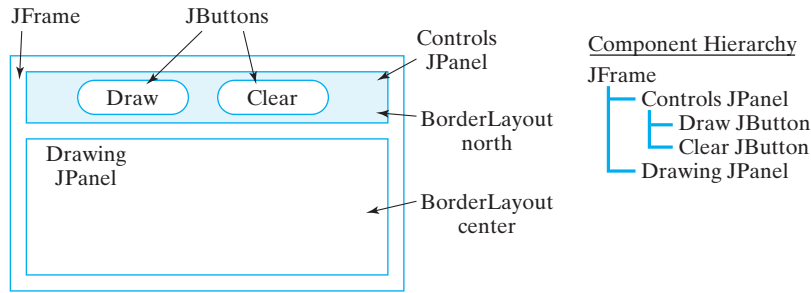 JFrame
JButtons
Controls
JPanel
Draw
Clear
BorderLayout
north
Drawing
JPanel
BorderLayout
center
Component Hierarchy
JFrame
Controls JPanel
Draw JButton
Clear JButton
Drawing JPanel